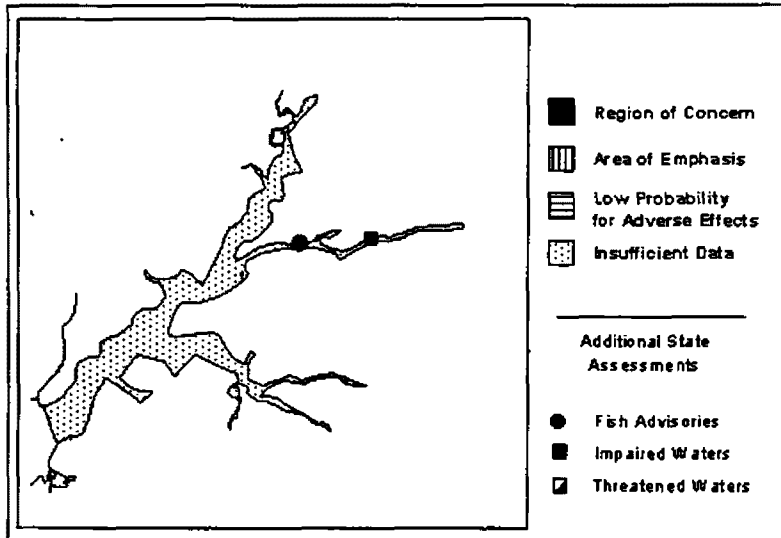 Region of Concern
Area of Emphasis
Low Probability
for Adverse Effects
Insufficient Data
Additional State
Assessments
Fish Advisories
Impaired Waters
Threatened Waters